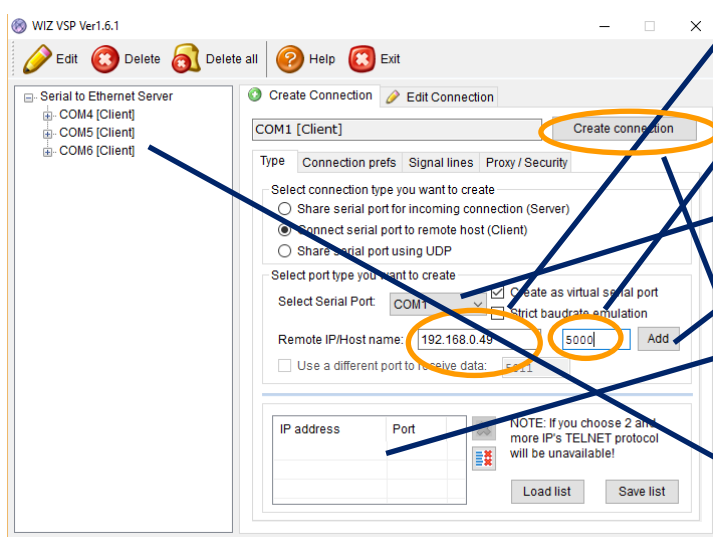 WIZ VSP Ver1.6.1
Edit Delete Delete all Help Exit
Serial to Ethernet Server
COM4 [Client]
COM5 [Client]
COM6 [Client]
Create Connection Edit Connection
COM1 [Client] Create connection
Type Connection prefs Signal lines Proxy / Security
Select connection type you want to create
Share serial port for incoming connection (Server)
Connect serial port to remote host (Client)
Share serial port using UDP
Select port type you want to create
Select Serial Port: COM1 Create as virtual serial port
Strict baudrate emulation
Remote IP/Host name: 192.168.0.49 5000 Add
Use a different port to receive data: 5011
IP address Port
NOTE: If you choose 2 and
more IP's TELNET protocol
will be unavailable!
Load list Save list